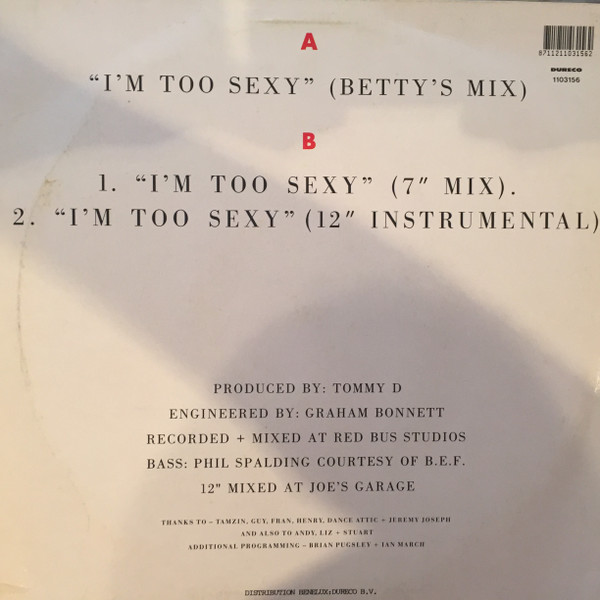 A
8711211031562
DURECO
1103156
"I'M TOO SEXY" (BETTY'S MIX)
B
1. "I'M TOO SEXY" (7" MIX).
2. "I'M TOO SEXY" (12" INSTRUMENTAL)
PRODUCED BY: TOMMY D
ENGINEERED BY: GRAHAM BONNETT
RECORDED + MIXED AT RED BUS STUDIOS
BASS: PHIL SPALDING COURTESY OF B.E.F.
12" MIXED AT JOE'S GARAGE
THANKS TO – TAMZIN, GUY, FRAN, HENRY, DANCE ATTIC + JEREMY JOSEPH
AND ALSO TO ANDY, LIZ + STUART
ADDITIONAL PROGRAMMING – BRIAN PUGSLEY + IAN MARCH
DISTRIBUTION BENELUX:DURECO B.V.